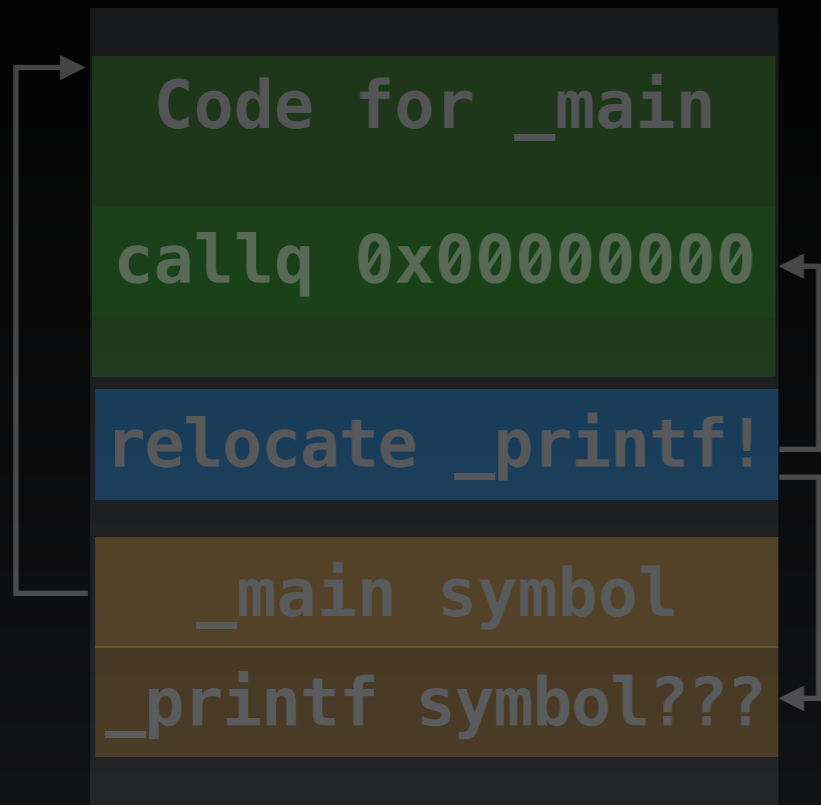 Code for _main
callq 0x00000000
relocate _printf!
_main symbol
_printf symbol???